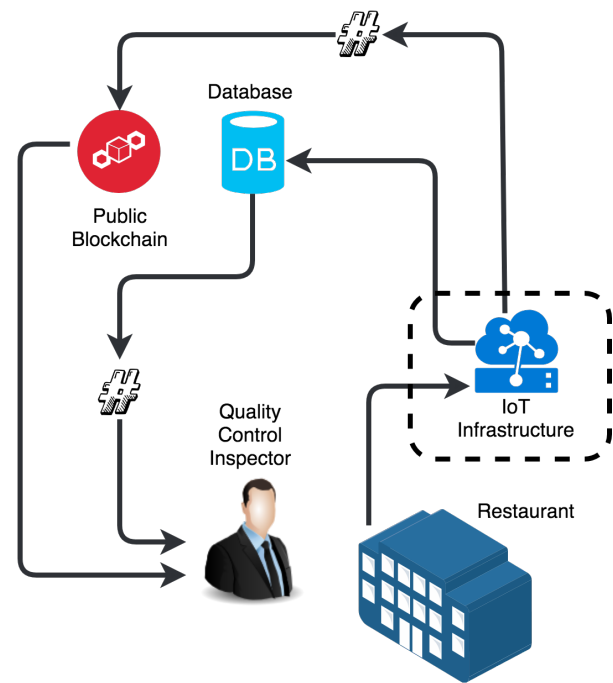 #
Database
DB
Public
Blockchain
#
IoT
Infrastructure
Quality
Control
Inspector
Restaurant